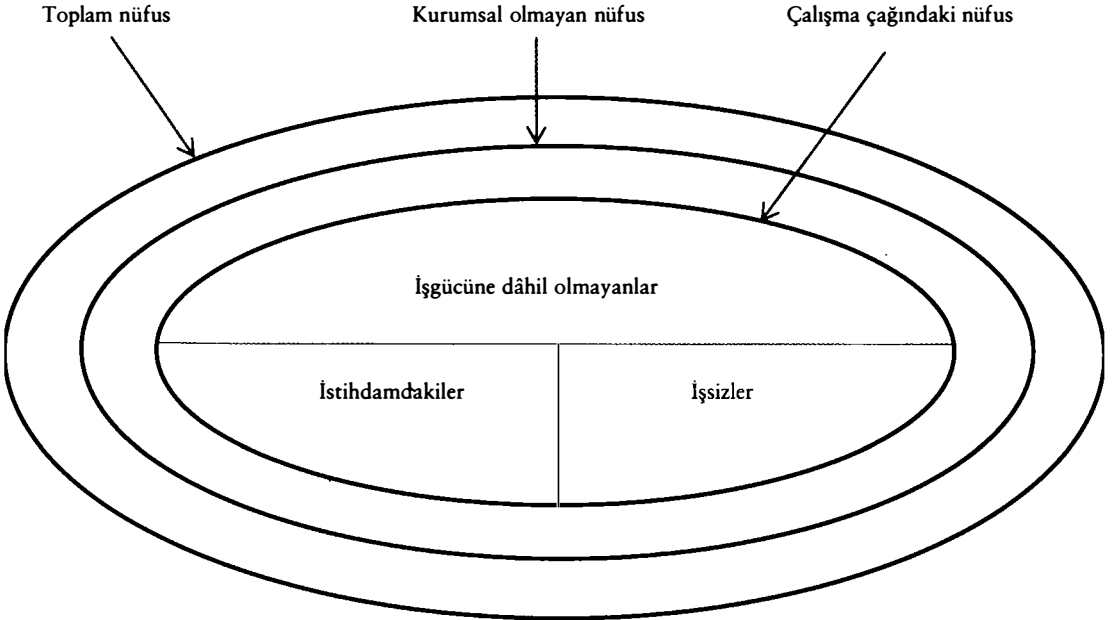 Toplam nüfus
Kurumsal olmayan nüfus
Çalışma çağındaki nüfus
İşgücüne dâhil olmayanlar
İstihdamdakiler
İşsizler